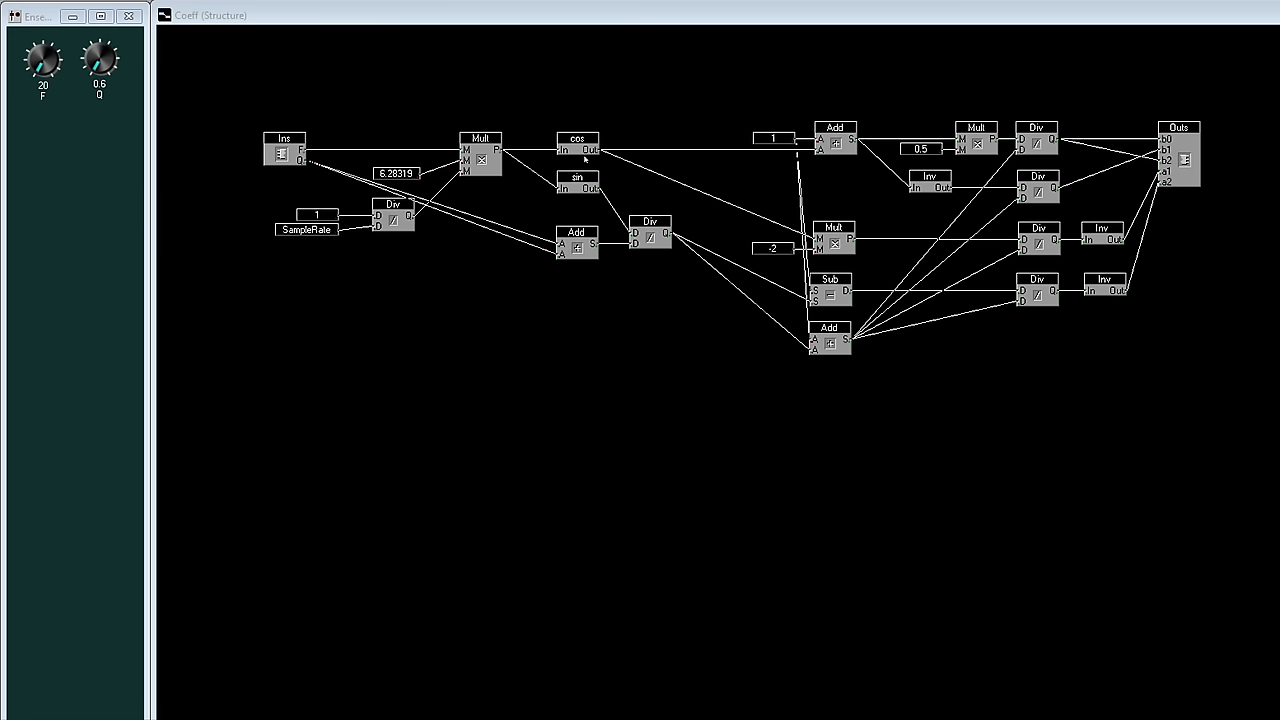 Ense...
Coeff (Structure)
20
F
0.6
Q
Ins
F
Q
Mult
M
M
M
P
6.28319
1
SampleRate
Div
D
D
Q
cos
In Out
sin
In Out
Add
A
A
S
Div
D
D
Q
1
Add
A
A
S
0.5
Mult
M
M
P
Inv
In Out
-2
Mult
M
M
P
Sub
S
S
D
Add
A
A
S
Div
D
D
Q
Div
D
D
Q
Div
D
D
Q
Inv
In Out
Div
D
D
Q
Inv
In Out
Outs
b0
b1
b2
a1
a2